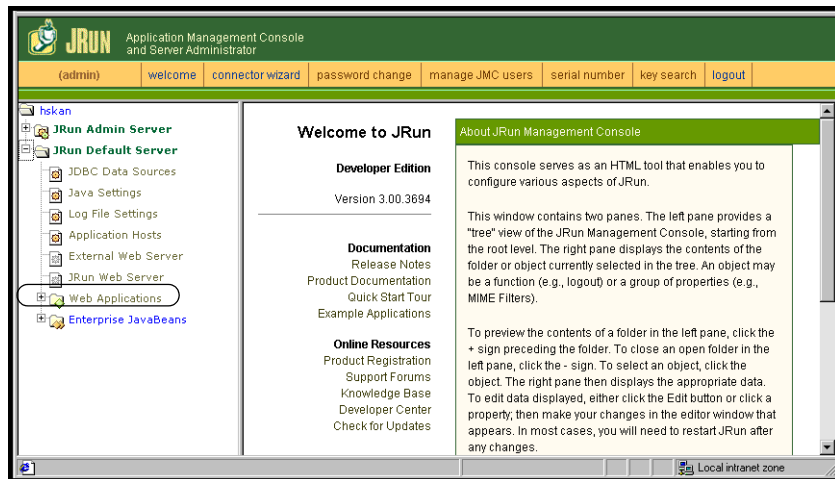 JRUN
Application Management Console
and Server Administrator
(admin) welcome connector wizard password change manage JMC users serial number key search logout
hskan
JRun Admin Server
JRun Default Server
JDBC Data Sources
Java Settings
Log File Settings
Application Hosts
External Web Server
JRun Web Server
Web Applications
Enterprise JavaBeans
Welcome to JRun
Developer Edition
Version 3.00.3694
Documentation
Release Notes
Product Documentation
Quick Start Tour
Example Applications
Online Resources
Product Registration
Support Forums
Knowledge Base
Developer Center
Check for Updates
About JRun Management Console
This console serves as an HTML tool that enables you to
configure various aspects of JRun.
This window contains two panes. The left pane provides a
"tree" view of the JRun Management Console, starting from
the root level. The right pane displays the contents of the
folder or object currently selected in the tree. An object may
be a function (e.g., logout) or a group of properties (e.g.,
MIME Filters).
To preview the contents of a folder in the left pane, click the
+ sign preceding the folder. To close an open folder in the
left pane, click the - sign. To select an object, click the
object. The right pane then displays the appropriate data.
To edit data displayed, either click the Edit button or click a
property; then make your changes in the editor window that
appears. In most cases, you will need to restart JRun after
any changes.
Local intranet zone